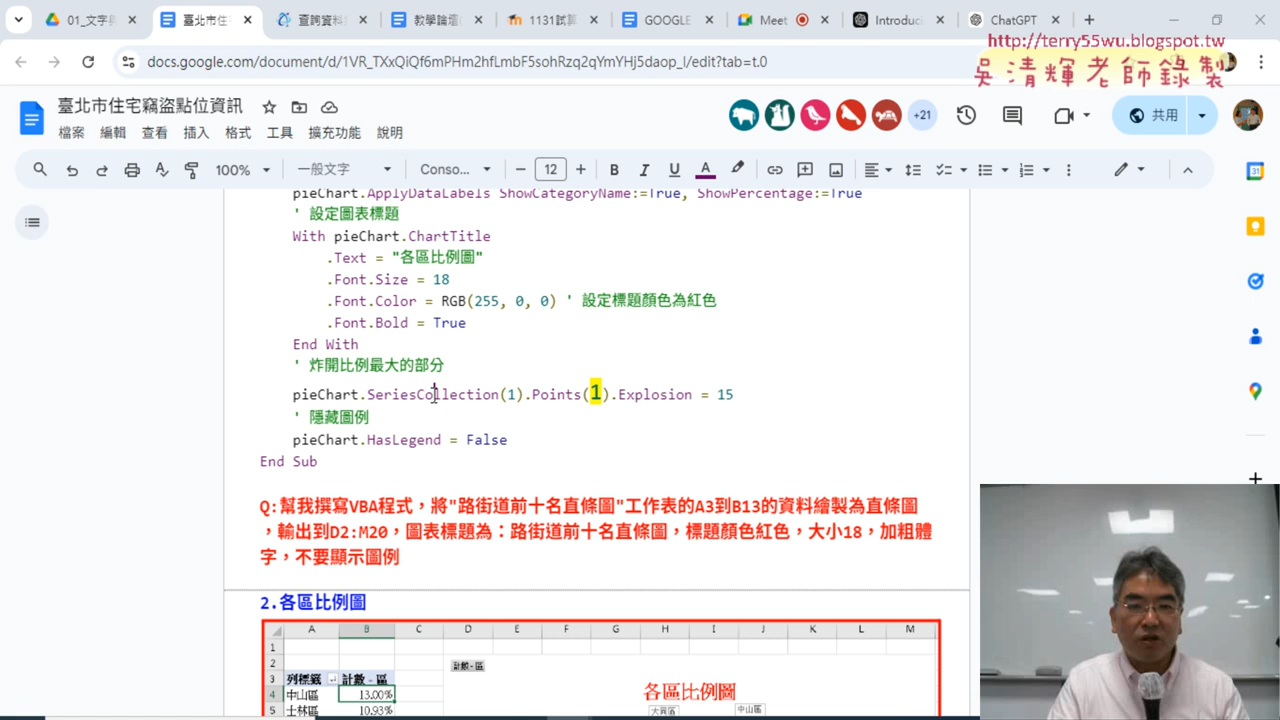 01_文字
臺北市住
查詢資料
教學論壇
1131試算
GOOGLE
Meet
Introduc
ChatGPT
docs.google.com/document/d/1VR_TXxQiQf6mPHm2hfLmbF5sohRzq2qYmYHj5daop_I/edit?tab=t.0
http://terry55wu.blogspot.tw
吳清輝老師錄製
臺北市住宅竊盜點位資訊
檔案 編輯 查看 插入 格式 工具 擴充功能 說明
+21
共用
100% 一般文字 Conso... 12 B I U A
31
pieChart.ApplyDataLabels ShowCategoryName:=True, ShowPercentage:=True
' 設定圖表標題
With pieChart.ChartTitle
.Text = "各區比例圖"
.Font.Size = 18
.Font.Color = RGB(255, 0, 0) ' 設定標題顏色為紅色
.Font.Bold = True
End With
' 炸開比例最大的部分
pieChart.SeriesCollection(1).Points(1).Explosion = 15
' 隱藏圖例
pieChart.HasLegend = False
End Sub
Q:幫我撰寫VBA程式，將"路街道前十名直條圖"工作表的A3到B13的資料繪製為直條圖
，輸出到D2:M20，圖表標題為：路街道前十名直條圖，標題顏色紅色，大小18，加粗體
字，不要顯示圖例
2.各區比例圖
A B C D E F G H I J K L M
1
2 計數 - 區
3 列標籤 計數 - 區
各區比例圖
4 中山區 13.00%
大同區 中山區
5 士林區 10.93%